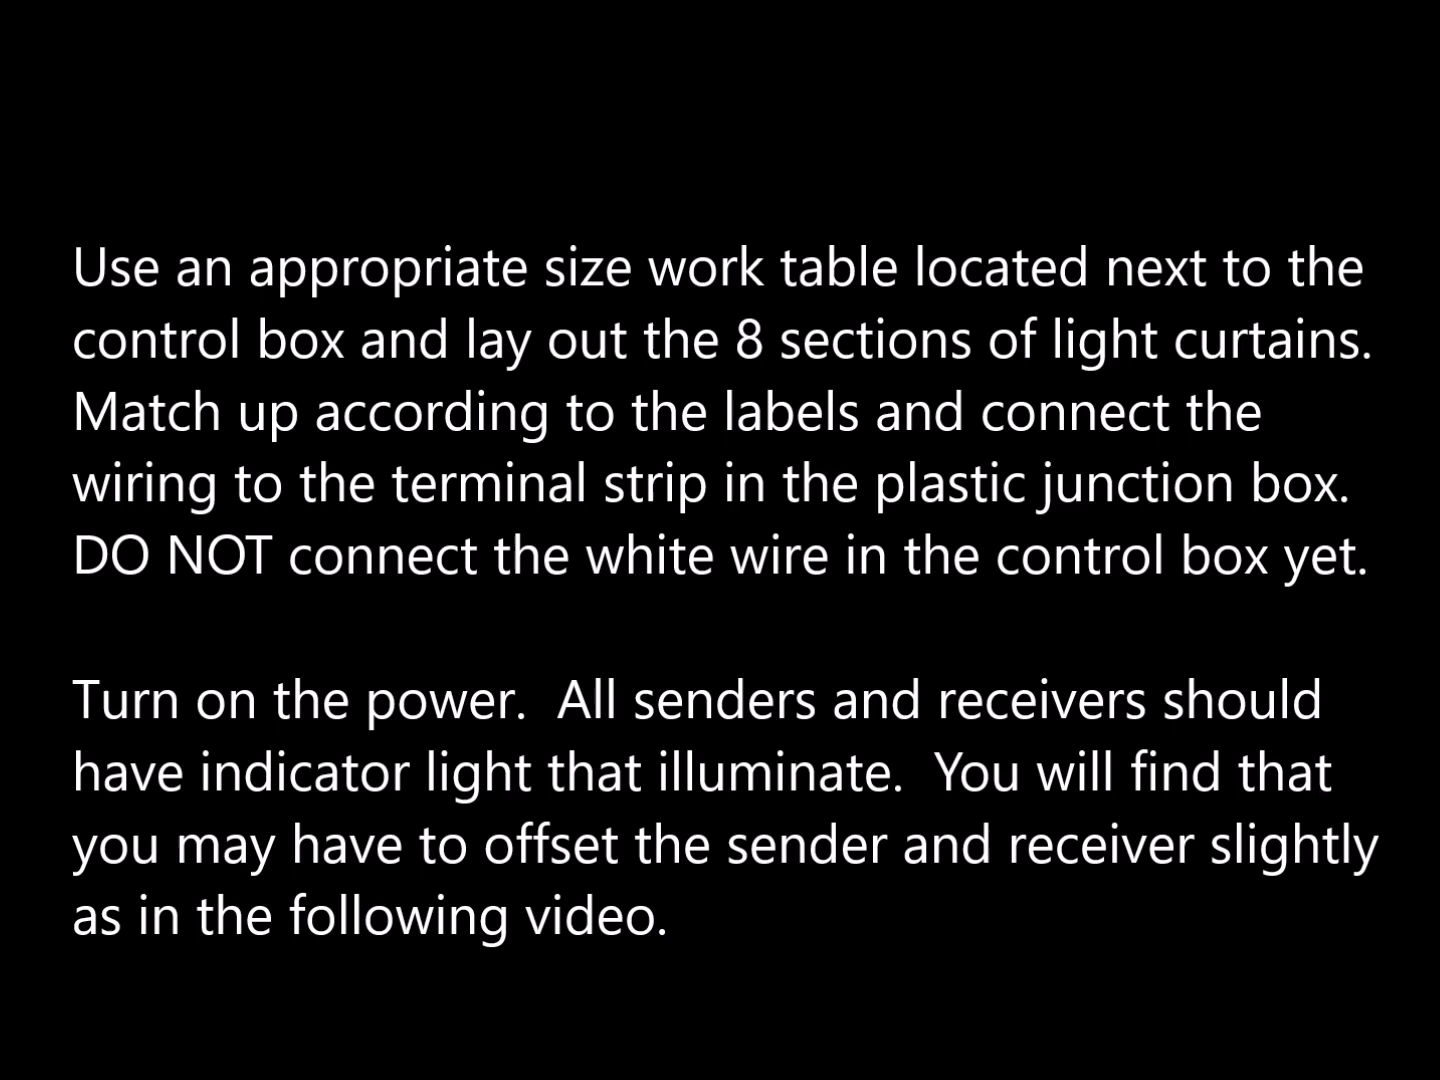 Use an appropriate size work table located next to the
control box and lay out the 8 sections of light curtains.
Match up according to the labels and connect the
wiring to the terminal strip in the plastic junction box.
DO NOT connect the white wire in the control box yet.
Turn on the power.  All senders and receivers should
have indicator light that illuminate.  You will find that
you may have to offset the sender and receiver slightly
as in the following video.